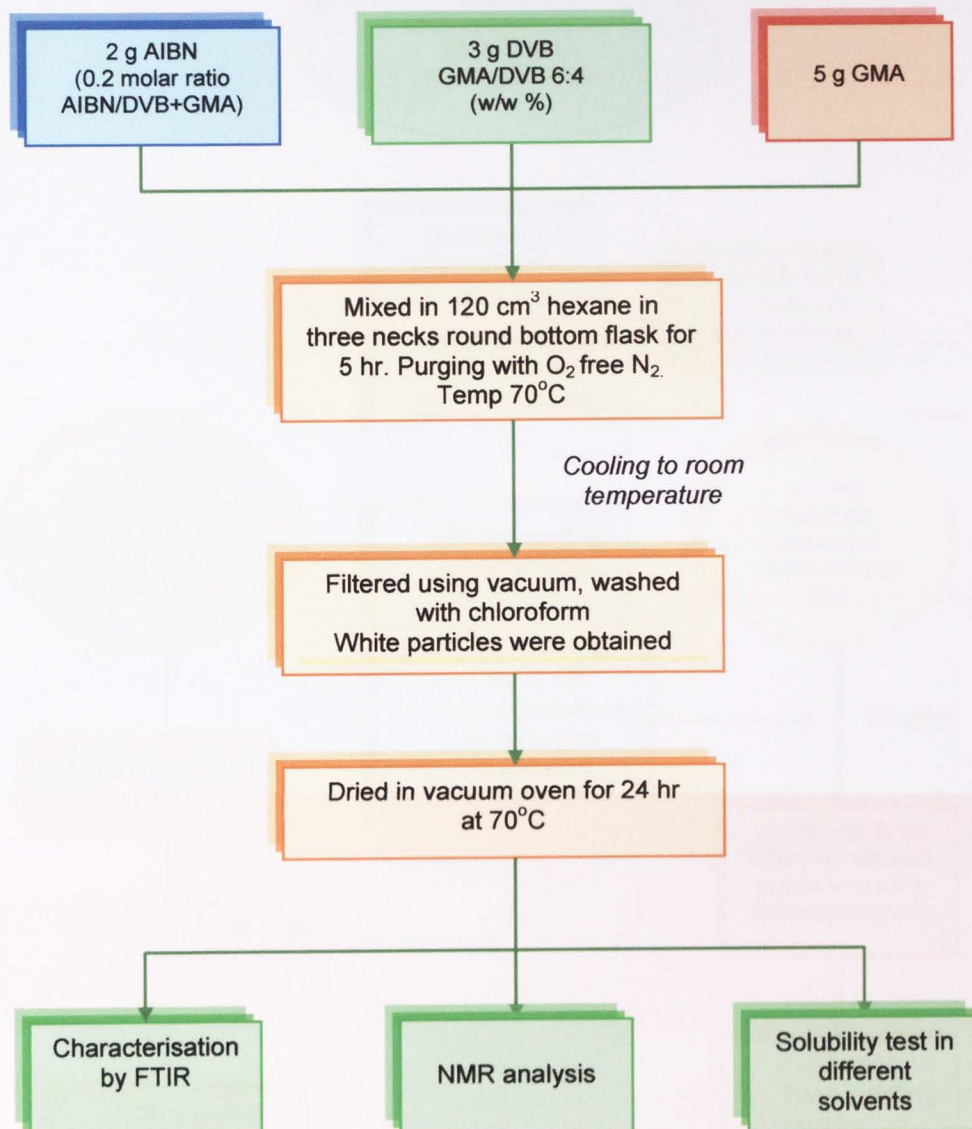 2 g AIBN
(0.2 molar ratio
AIBN/DVB+GMA)
3 g DVB
GMA/DVB 6:4
(w/w %)
5 g GMA
Mixed in 120 cm³ hexane in
three necks round bottom flask for
5 hr. Purging with O₂ free N₂.
Temp 70°C
Cooling to room
temperature
Filtered using vacuum, washed
with chloroform
White particles were obtained
Dried in vacuum oven for 24 hr
at 70°C
Characterisation
by FTIR
NMR analysis
Solubility test in
different
solvents